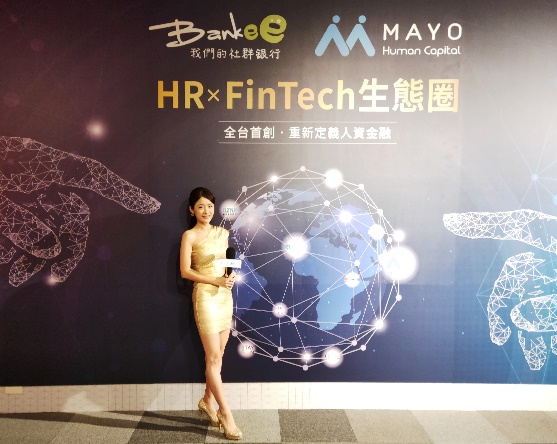 Bankee
我們的社群銀行
MAYO
Human Capital
HR×FinTech生態圈
全台首創．重新定義人資金融